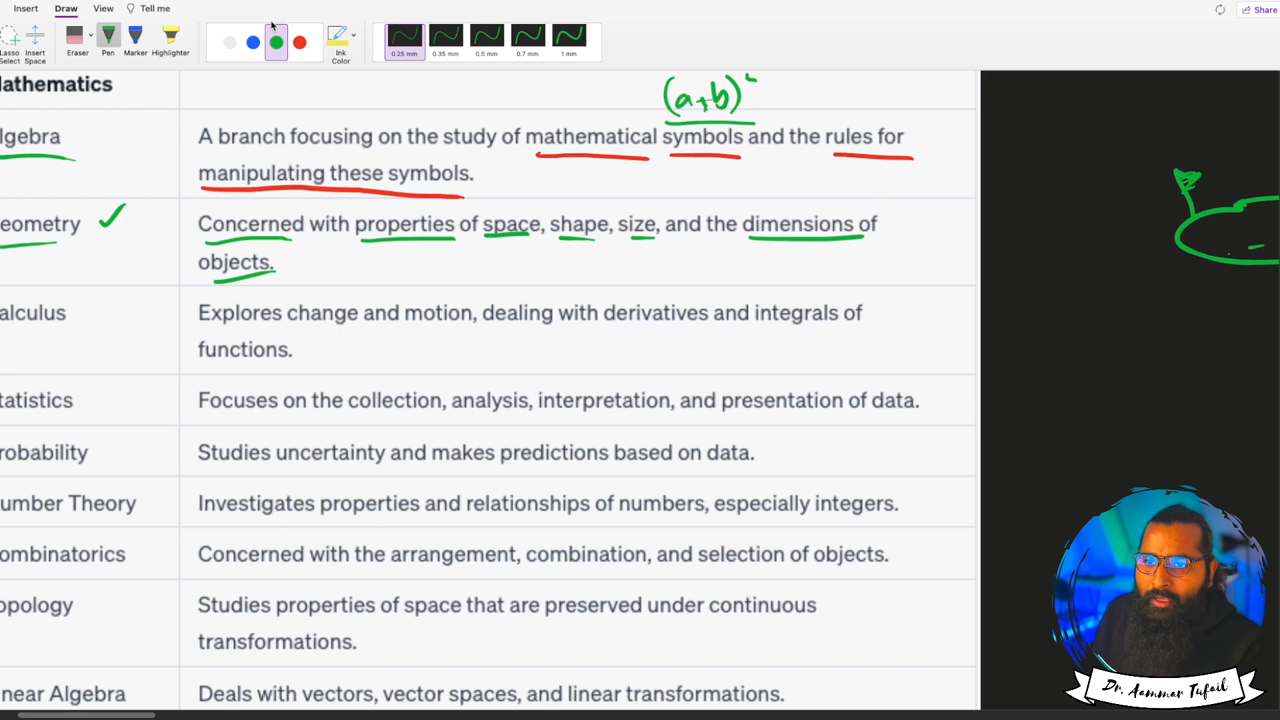 Insert Draw View Tell me
Share
Eraser Pen Marker Highlighter
Lasso Select
Insert Space
Ink Color
0.25 mm 0.35 mm 0.5 mm 0.7 mm 1 mm
athematics
(a+b)²
lgebra A branch focusing on the study of mathematical symbols and the rules for
manipulating these symbols.
eometry Concerned with properties of space, shape, size, and the dimensions of
objects.
alculus Explores change and motion, dealing with derivatives and integrals of
functions.
tatistics Focuses on the collection, analysis, interpretation, and presentation of data.
robability Studies uncertainty and makes predictions based on data.
umber Theory Investigates properties and relationships of numbers, especially integers.
ombinatorics Concerned with the arrangement, combination, and selection of objects.
opology Studies properties of space that are preserved under continuous
transformations.
near Algebra Deals with vectors, vector spaces, and linear transformations.
Dr. Aammar Tufail